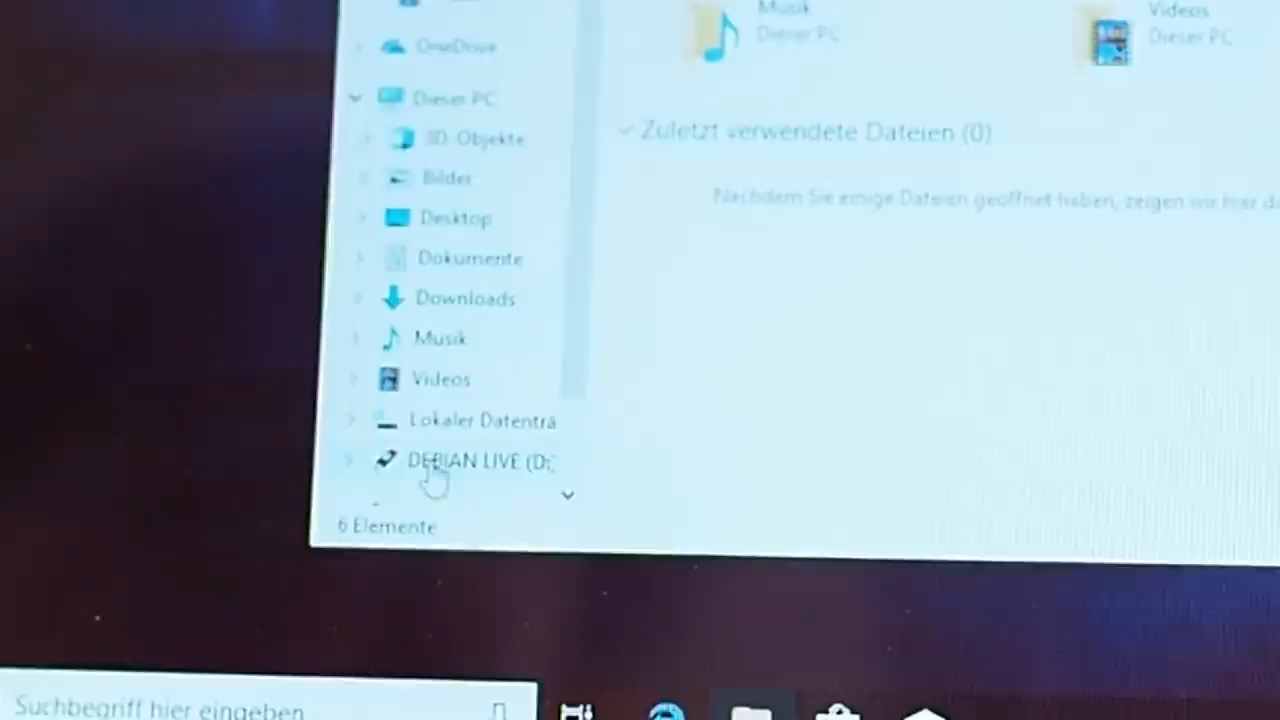 Musik
Dieser PC
Videos
Dieser PC
OneDrive
Dieser PC
3D-Objekte
Bilder
Desktop
Dokumente
Downloads
Musik
Videos
Lokaler Datenträ
DEBIAN LIVE (D:
6 Elemente
Zuletzt verwendete Dateien (0)
Nachdem Sie einige Dateien geöffnet haben, zeigen wir hier di
Suchbegriff hier eingeben